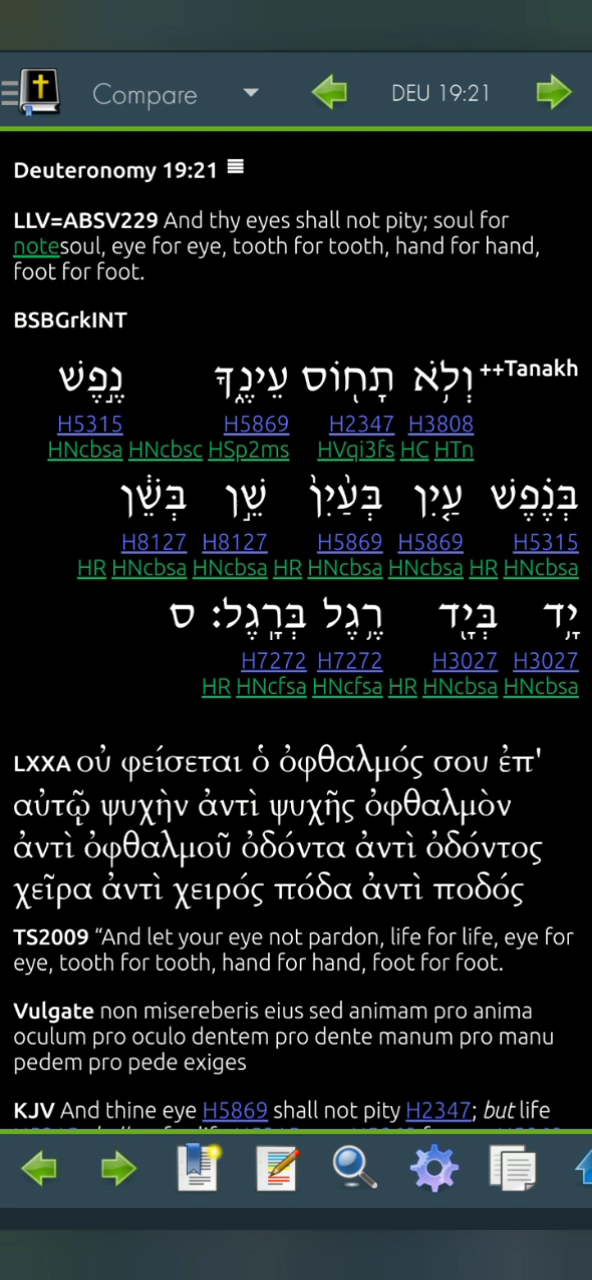 Compare
DEU 19:21
Deuteronomy 19:21
LLV=ABSV229 And thy eyes shall not pity; soul for
notesoul, eye for eye, tooth for tooth, hand for hand,
foot for foot.
BSBGrkINT
++Tanakh וְלֹ֥א תָח֖וֹס עֵינֶ֑ךָ נֶ֣פֶשׁ
H5315 H5869 H2347 H3808
HNcbsa HNcbsc HSp2ms HVqi3fs HC HTn
בְּנֶ֗פֶשׁ עַ֤יִן בְּעַ֙יִן֙ שֵׁ֣ן בְּשֵׁ֔ן
H8127 H8127 H5869 H5869 H5315
HR HNcbsa HNcbsa HR HNcbsa HNcbsa HR HNcbsa
יָ֥ד בְּיָ֖ד רֶ֥גֶל בְּרָֽגֶל׃ ס
H7272 H7272 H3027 H3027
HR HNcfsa HNcfsa HR HNcbsa HNcbsa
LXXA οὐ φείσεται ὁ ὀφθαλμός σου ἐπ'
αὐτῷ ψυχὴν ἀντὶ ψυχῆς ὀφθαλμὸν
ἀντὶ ὀφθαλμοῦ ὀδόντα ἀντὶ ὀδόντος
χεῖρα ἀντὶ χειρός πόδα ἀντὶ ποδός
TS2009 “And let your eye not pardon, life for life, eye for
eye, tooth for tooth, hand for hand, foot for foot.
Vulgate non misereberis eius sed animam pro anima
oculum pro oculo dentem pro dente manum pro manu
pedem pro pede exiges
KJV And thine eye H5869 shall not pity H2347; but life